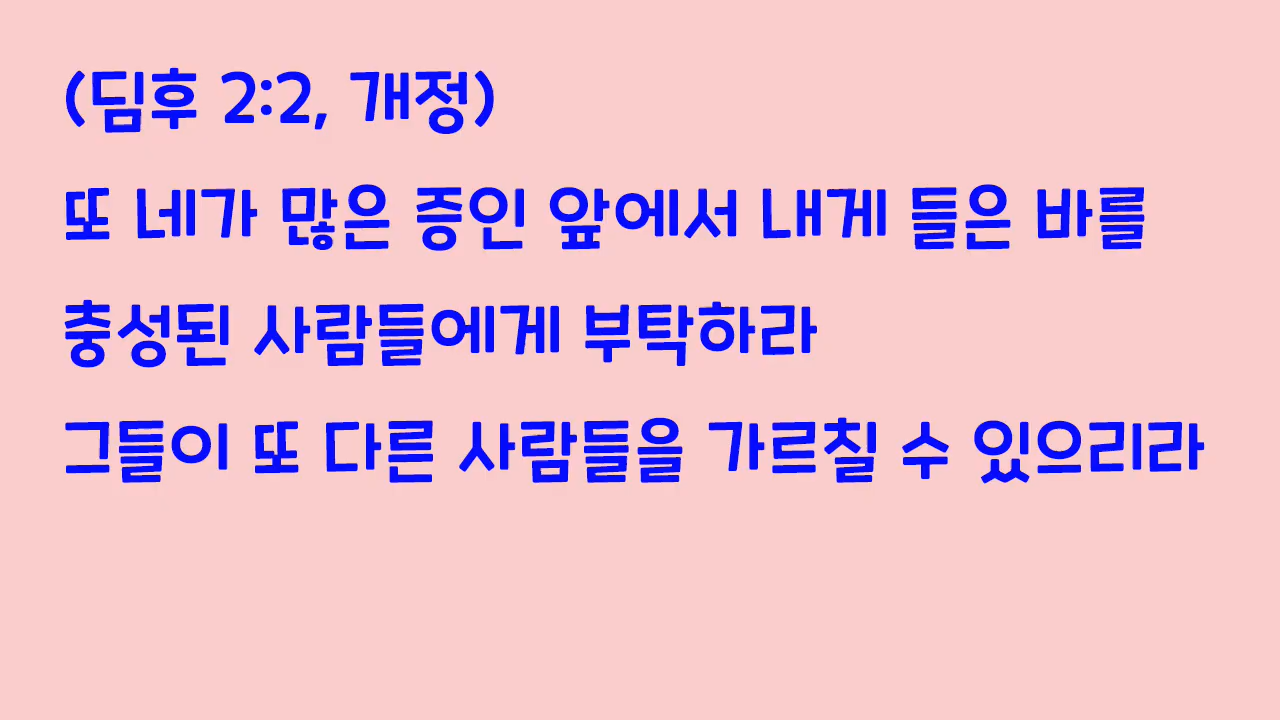 (딤후 2:2, 개정)
또 네가 많은 증인 앞에서 내게 들은 바를
충성된 사람들에게 부탁하라
그들이 또 다른 사람들을 가르칠 수 있으리라